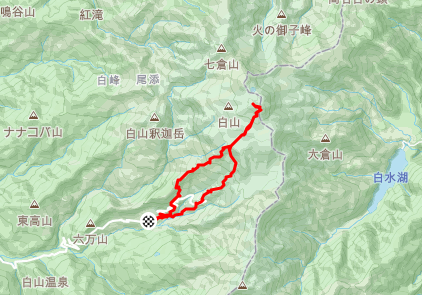 鳴谷山
紅滝
火の御子峰
七倉山
白峰 尾添
ナナコバ山
白山釈迦岳
白山
大倉山
白水湖
東高山
六万山
白山温泉